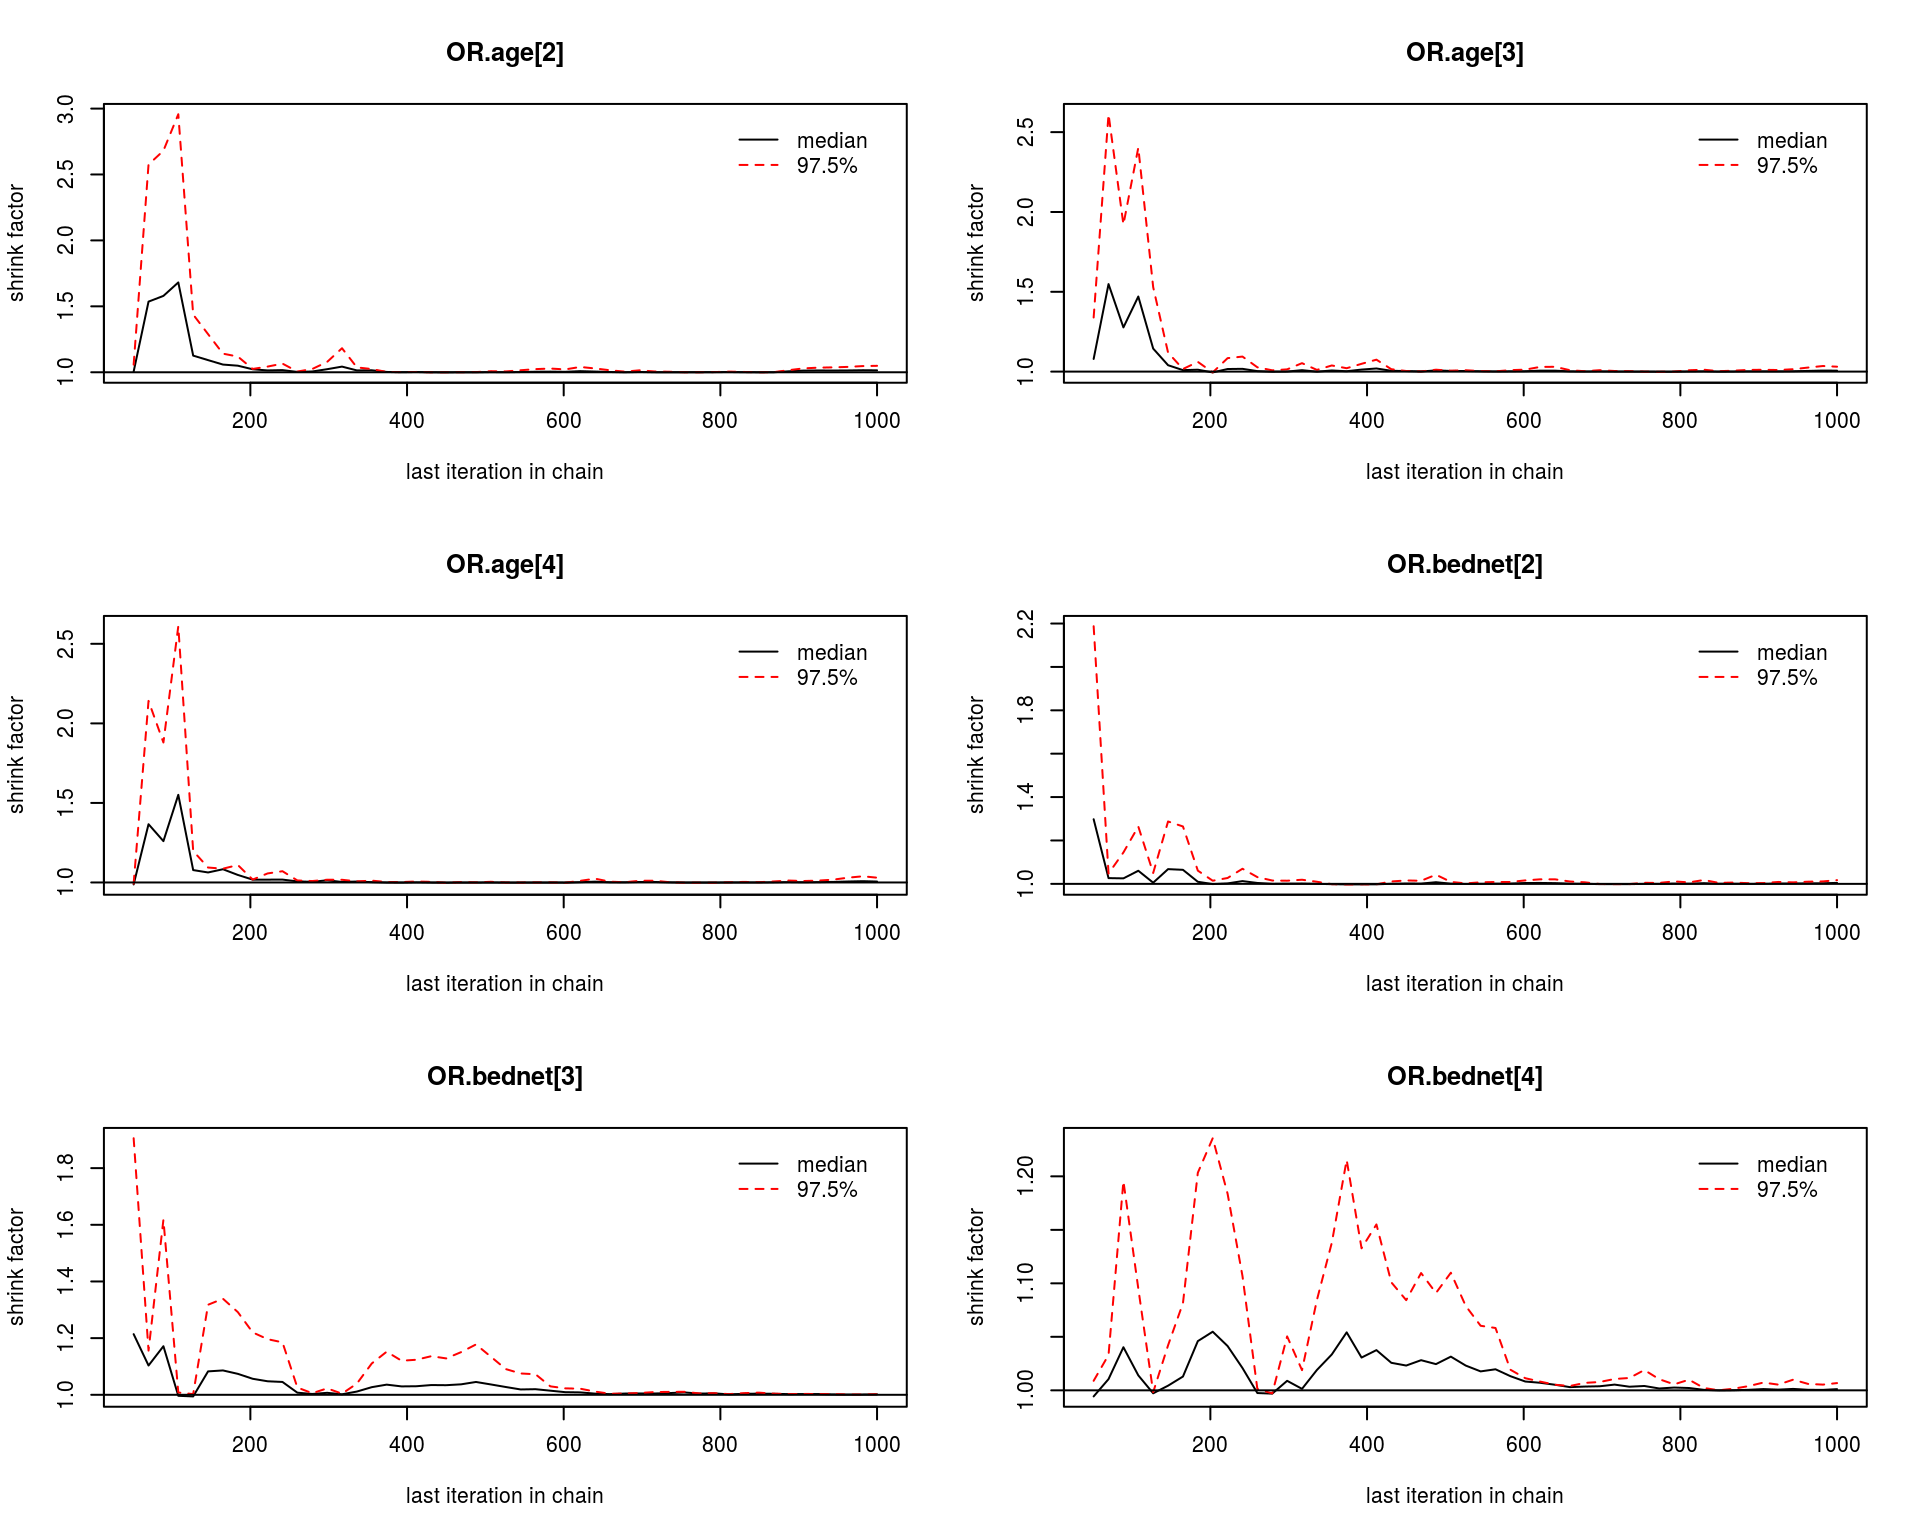 OR.age[2]
shrink factor
1.0 1.5 2.0 2.5 3.0
median
97.5%
200 400 600 800 1000
last iteration in chain
OR.age[3]
shrink factor
1.0 1.5 2.0 2.5
median
97.5%
200 400 600 800 1000
last iteration in chain
OR.age[4]
shrink factor
1.0 1.5 2.0 2.5
median
97.5%
200 400 600 800 1000
last iteration in chain
OR.bednet[2]
shrink factor
1.0 1.4 1.8 2.2
median
97.5%
200 400 600 800 1000
last iteration in chain
OR.bednet[3]
shrink factor
1.0 1.2 1.4 1.6 1.8
median
97.5%
200 400 600 800 1000
last iteration in chain
OR.bednet[4]
shrink factor
1.00 1.10 1.20
median
97.5%
200 400 600 800 1000
last iteration in chain